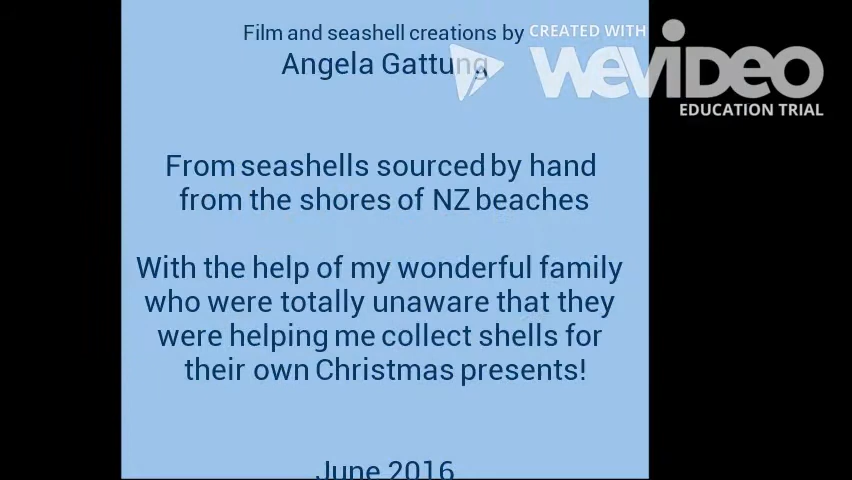 Film and seashell creations by
Angela Gattung
CREATED WITH
WEVIDEO
EDUCATION TRIAL
From seashells sourced by hand
from the shores of NZ beaches
With the help of my wonderful family
who were totally unaware that they
were helping me collect shells for
their own Christmas presents!
June 2016